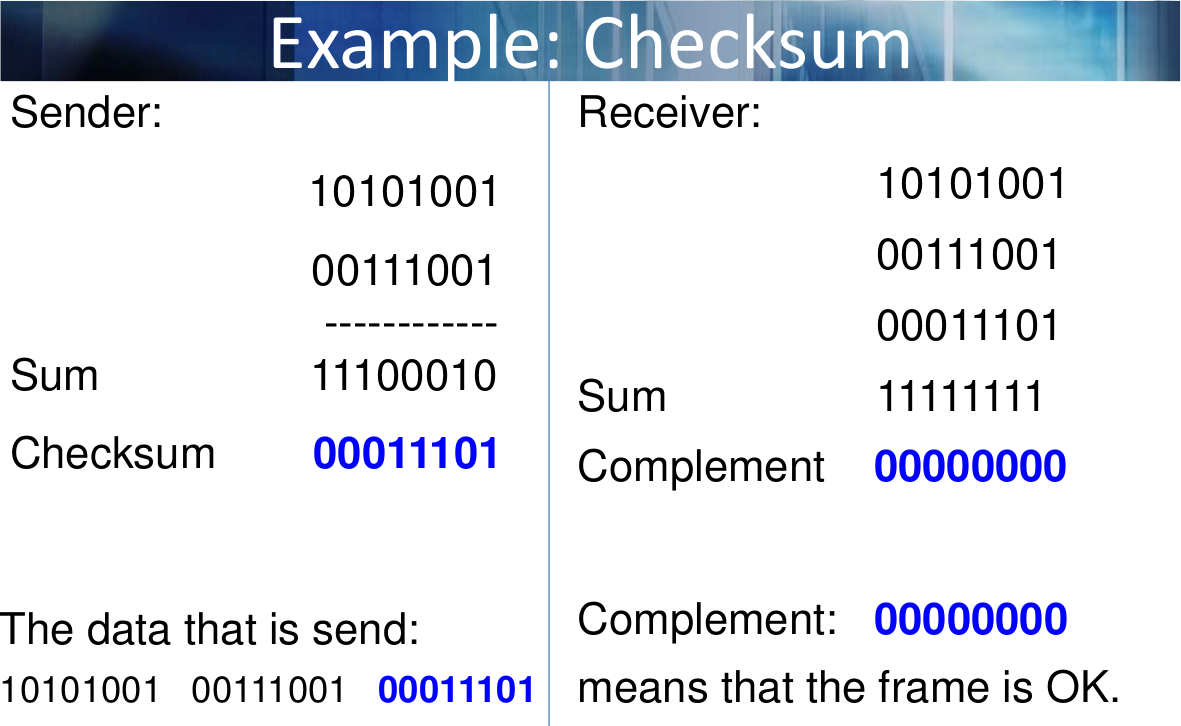 Example: Checksum
Sender:
10101001
00111001
------------
Sum 11100010
Checksum 00011101
The data that is send:
10101001 00111001 00011101
Receiver:
10101001
00111001
00011101
Sum 11111111
Complement 00000000
Complement: 00000000
means that the frame is OK.